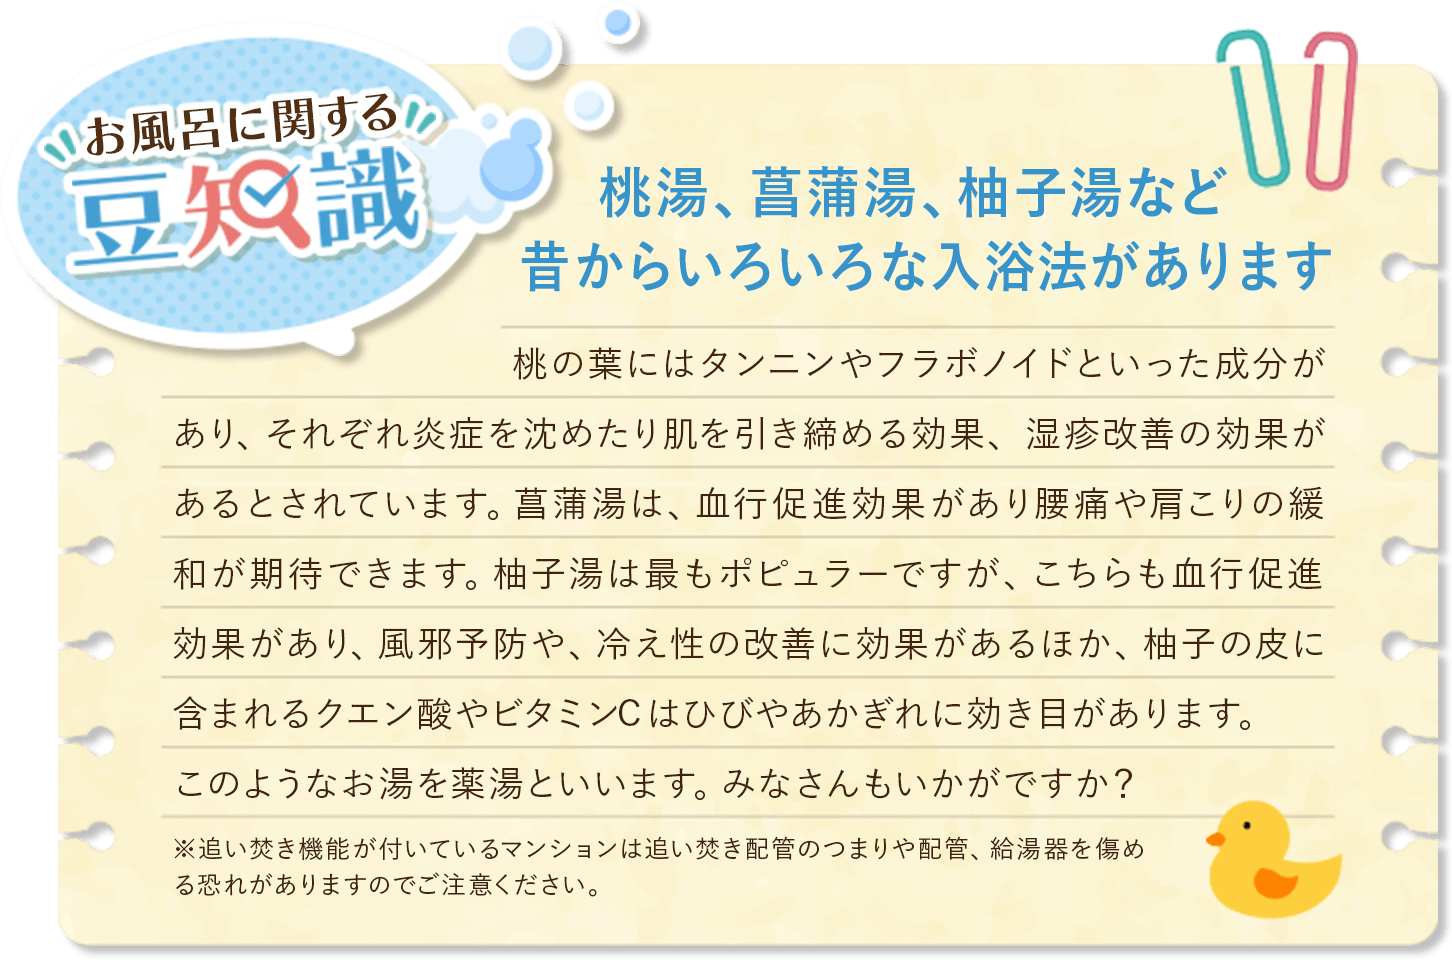 お風呂に関する
豆知識
桃湯、菖蒲湯、柚子湯など
昔からいろいろな入浴法があります
桃の葉にはタンニンやフラボノイドといった成分が
あり、それぞれ炎症を沈めたり肌を引き締める効果、湿疹改善の効果が
あるとされています。菖蒲湯は、血行促進効果があり腰痛や肩こりの緩
和が期待できます。柚子湯は最もポピュラーですが、こちらも血行促進
効果があり、風邪予防や、冷え性の改善に効果があるほか、柚子の皮に
含まれるクエン酸やビタミンCはひびやあかぎれに効き目があります。
このようなお湯を薬湯といいます。みなさんもいかがですか？
※追い焚き機能が付いているマンションは追い焚き配管のつまりや配管、給湯器を傷め
る恐れがありますのでご注意ください。